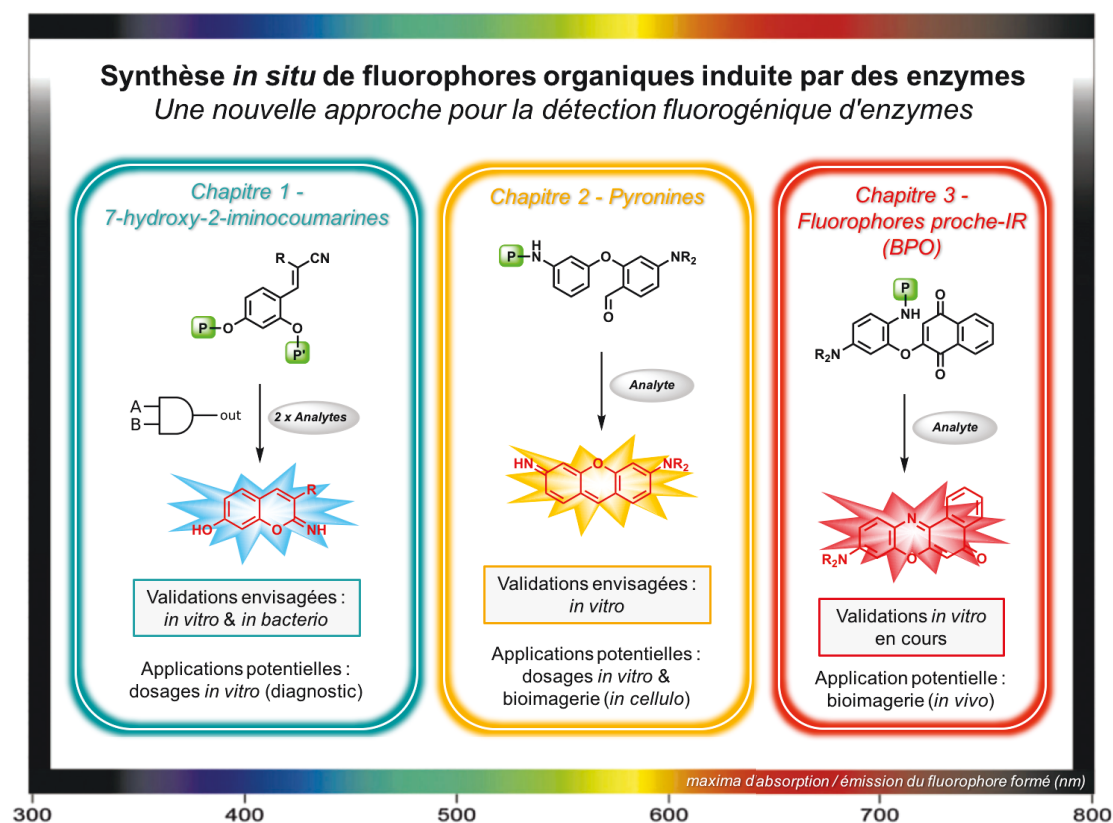 Synthèse in situ de fluorophores organiques induite par des enzymes
Une nouvelle approche pour la détection fluorogénique d'enzymes
Chapitre 1 -
7-hydroxy-2-iminocoumarines
R
CN
P
O
O
P'
A
B
out
2 x Analytes
R
HO
O
NH
Validations envisagées :
in vitro & in bacterio
Applications potentielles :
dosages in vitro (diagnostic)
Chapitre 2 - Pyronines
P
H
N
O
NR2
O
Analyte
HN
O
NR2
Validations envisagées :
in vitro
Applications potentielles :
dosages in vitro &
bioimagerie (in cellulo)
Chapitre 3 -
Fluorophores proche-IR
(BPO)
P
NH
O
R2N
O
O
Analyte
N
R2N
O
O
Validations in vitro
en cours
Application potentielle :
bioimagerie (in vivo)
maxima d'absorption / émission du fluorophore formé (nm)
300 400 500 600 700 800